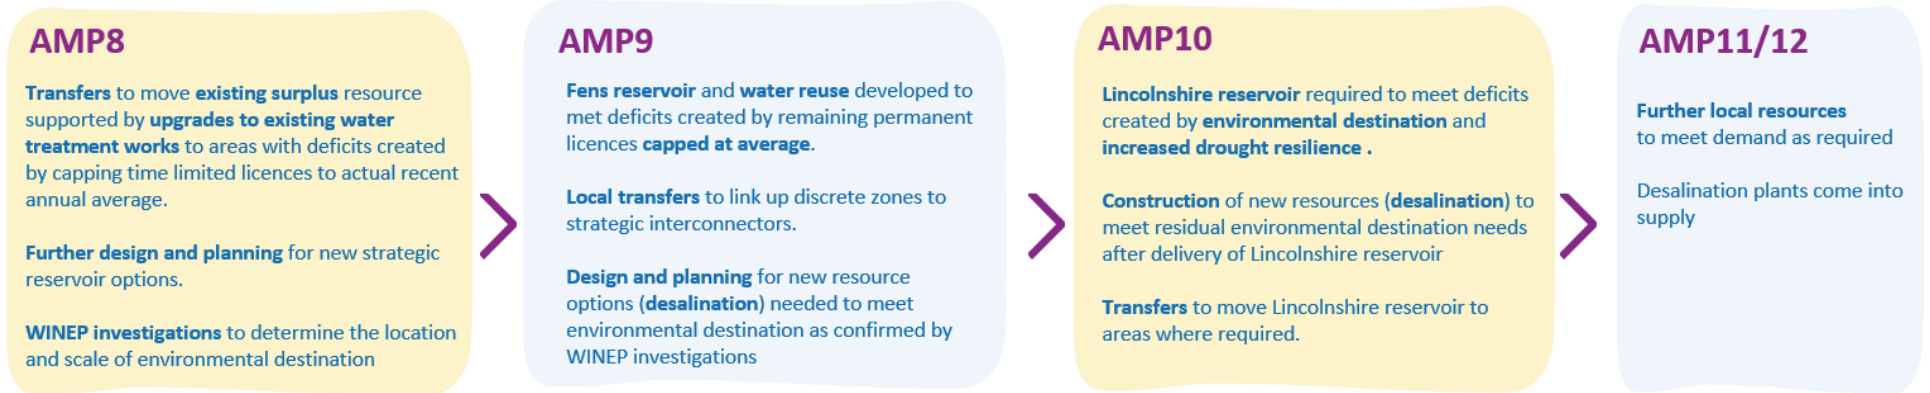 AMP8
Transfers to move existing surplus resource
supported by upgrades to existing water
treatment works to areas with deficits created
by capping time limited licences to actual recent
annual average.
Further design and planning for new strategic
reservoir options.
WINEP investigations to determine the location
and scale of environmental destination
AMP9
Fens reservoir and water reuse developed to
met deficits created by remaining permanent
licences capped at average.
Local transfers to link up discrete zones to
strategic interconnectors.
Design and planning for new resource
options (desalination) needed to meet
environmental destination as confirmed by
WINEP investigations
AMP10
Lincolnshire reservoir required to meet deficits
created by environmental destination and
increased drought resilience .
Construction of new resources (desalination) to
meet residual environmental destination needs
after delivery of Lincolnshire reservoir
Transfers to move Lincolnshire reservoir to
areas where required.
AMP11/12
Further local resources
to meet demand as required
Desalination plants come into
supply